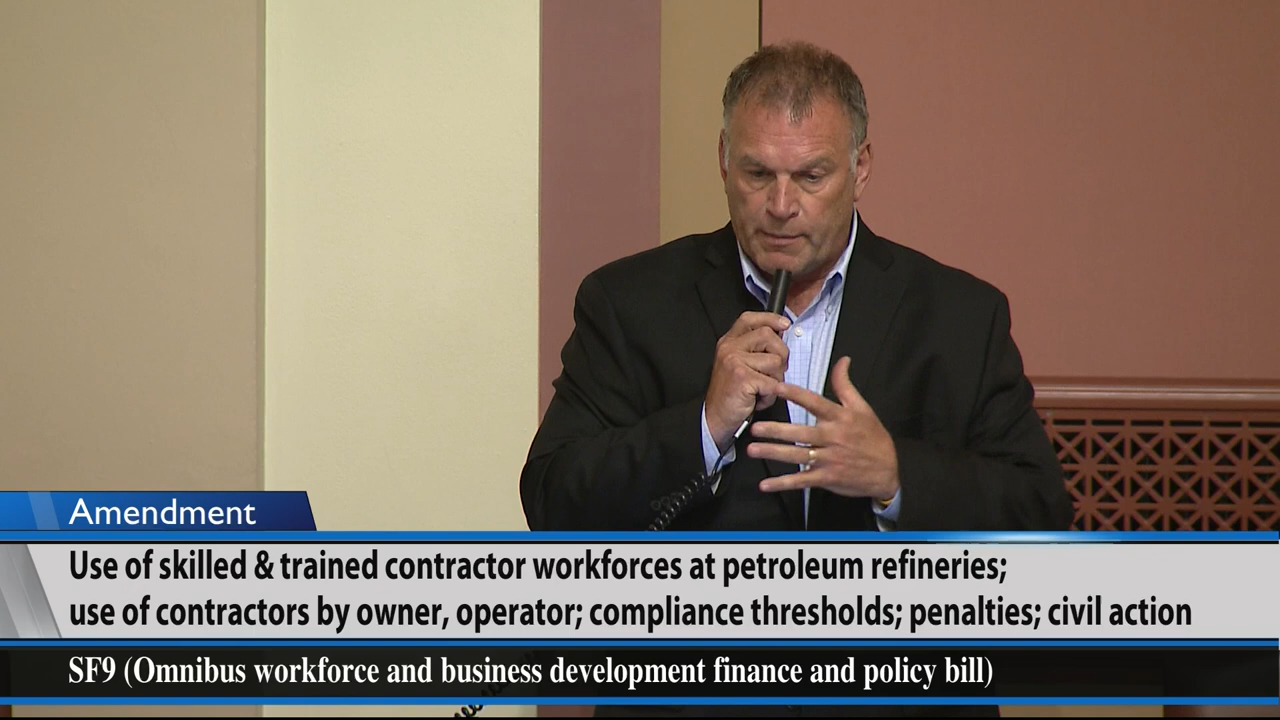 Amendment
Use of skilled & trained contractor workforces at petroleum refineries;
use of contractors by owner, operator; compliance thresholds; penalties; civil action
SF9 (Omnibus workforce and business development finance and policy bill)